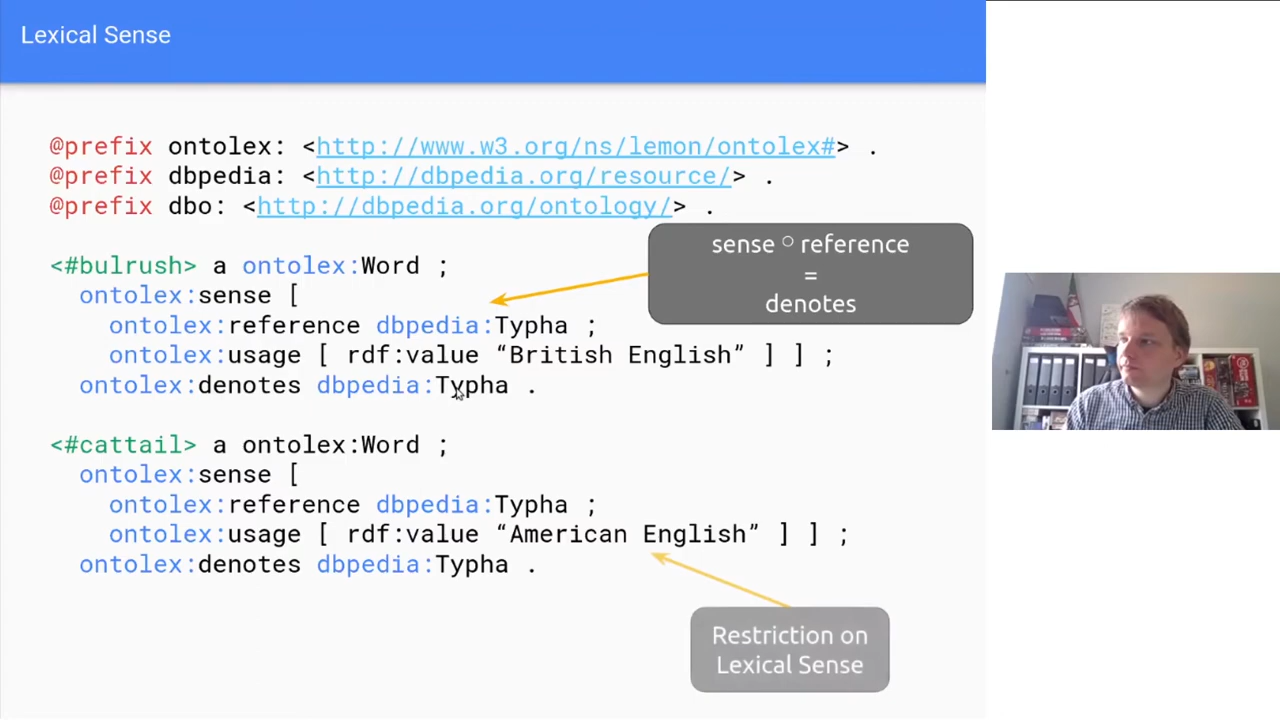 Lexical Sense
@prefix ontolex: <http://www.w3.org/ns/lemon/ontolex#> .
@prefix dbpedia: <http://dbpedia.org/resource/> .
@prefix dbo: <http://dbpedia.org/ontology/> .
sense ○ reference
=
denotes
<#bulrush> a ontolex:Word ;
ontolex:sense [
ontolex:reference dbpedia:Typha ;
ontolex:usage [ rdf:value “British English” ] ] ;
ontolex:denotes dbpedia:Typha .
<#cattail> a ontolex:Word ;
ontolex:sense [
ontolex:reference dbpedia:Typha ;
ontolex:usage [ rdf:value “American English” ] ] ;
ontolex:denotes dbpedia:Typha .
Restriction on
Lexical Sense